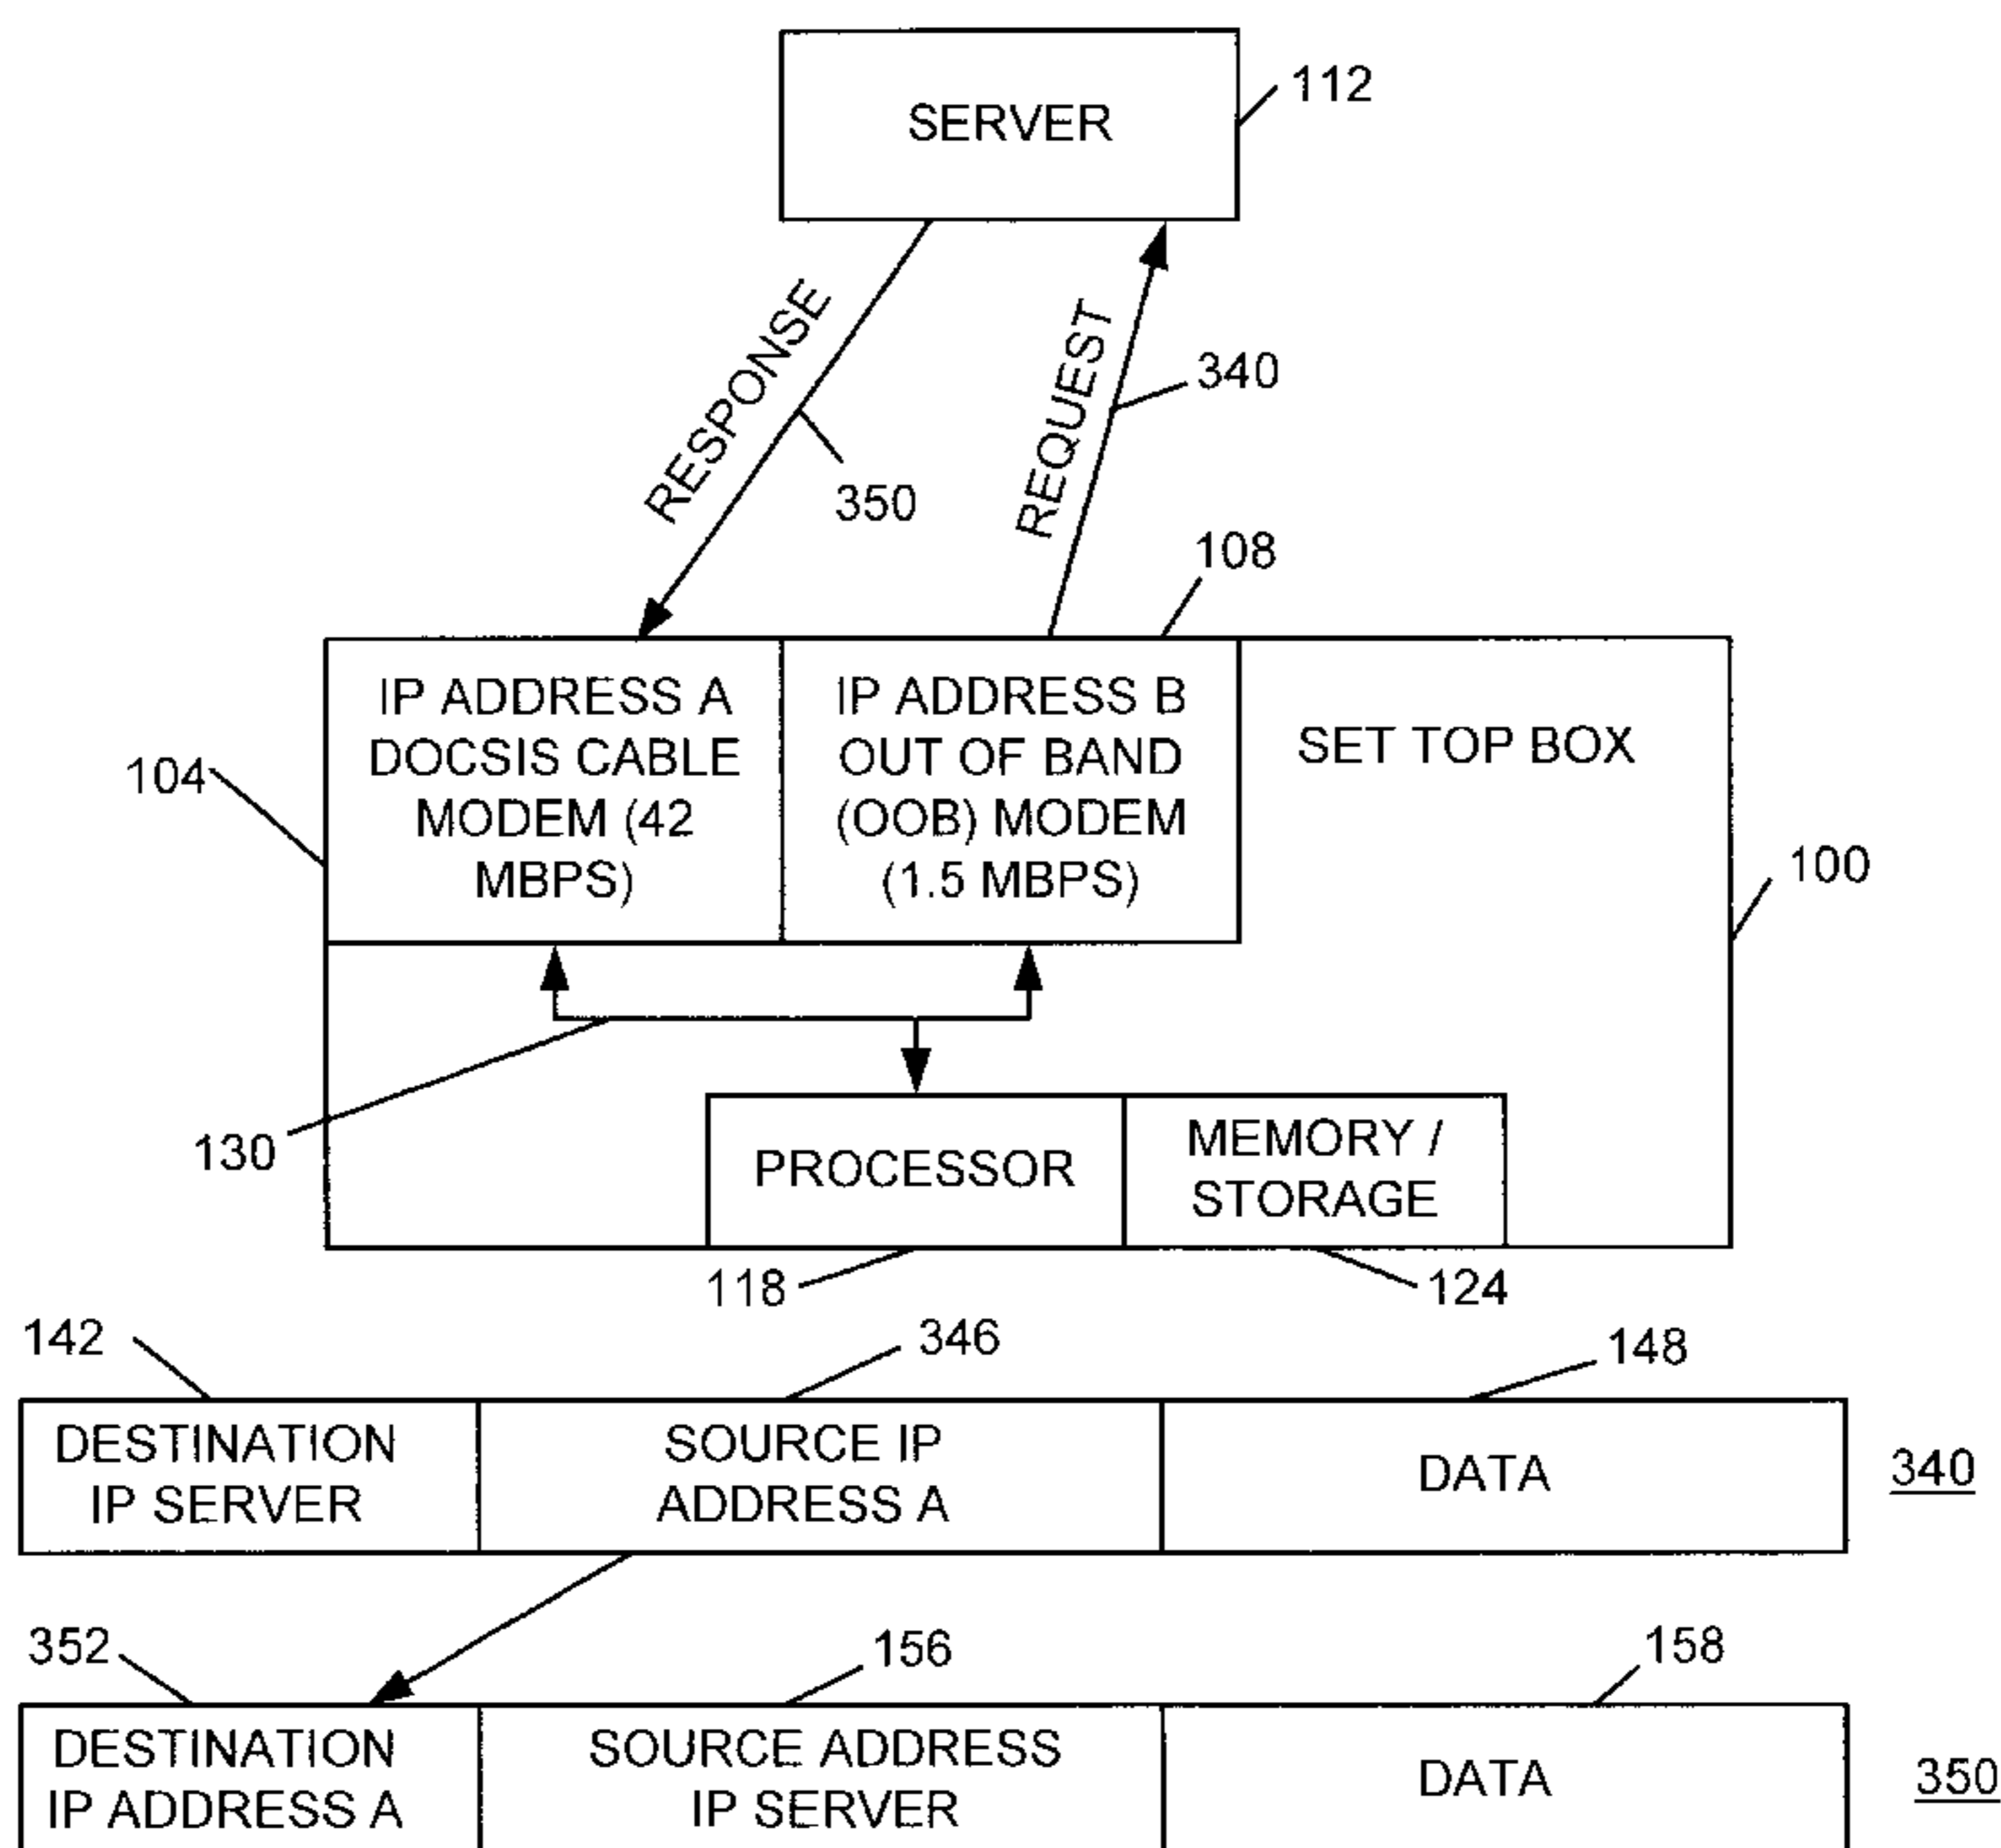 SERVER
112
RESPONSE
350
REQUEST
340
108
IP ADDRESS A
DOCSIS CABLE
MODEM (42
MBPS)
IP ADDRESS B
OUT OF BAND
(OOB) MODEM
(1.5 MBPS)
SET TOP BOX
104
100
130
PROCESSOR
MEMORY /
STORAGE
118
124
142
346
148
DESTINATION
IP SERVER
SOURCE IP
ADDRESS A
DATA
340
352
156
158
DESTINATION
IP ADDRESS A
SOURCE ADDRESS
IP SERVER
DATA
350